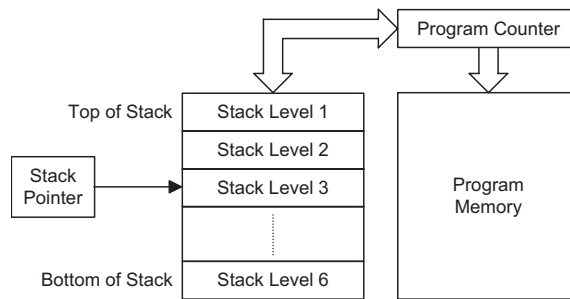 Program Counter
Top of Stack
Stack Level 1
Stack Level 2
Stack
Pointer
Stack Level 3
Program
Memory
Bottom of Stack
Stack Level 6